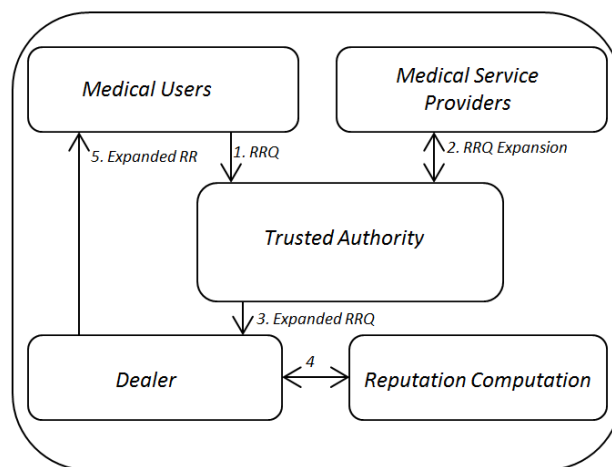 Medical Users
Medical Service
Providers
5. Expanded RR
1. RRQ
2. RRQ Expansion
Trusted Authority
3. Expanded RRQ
Dealer
4
Reputation Computation